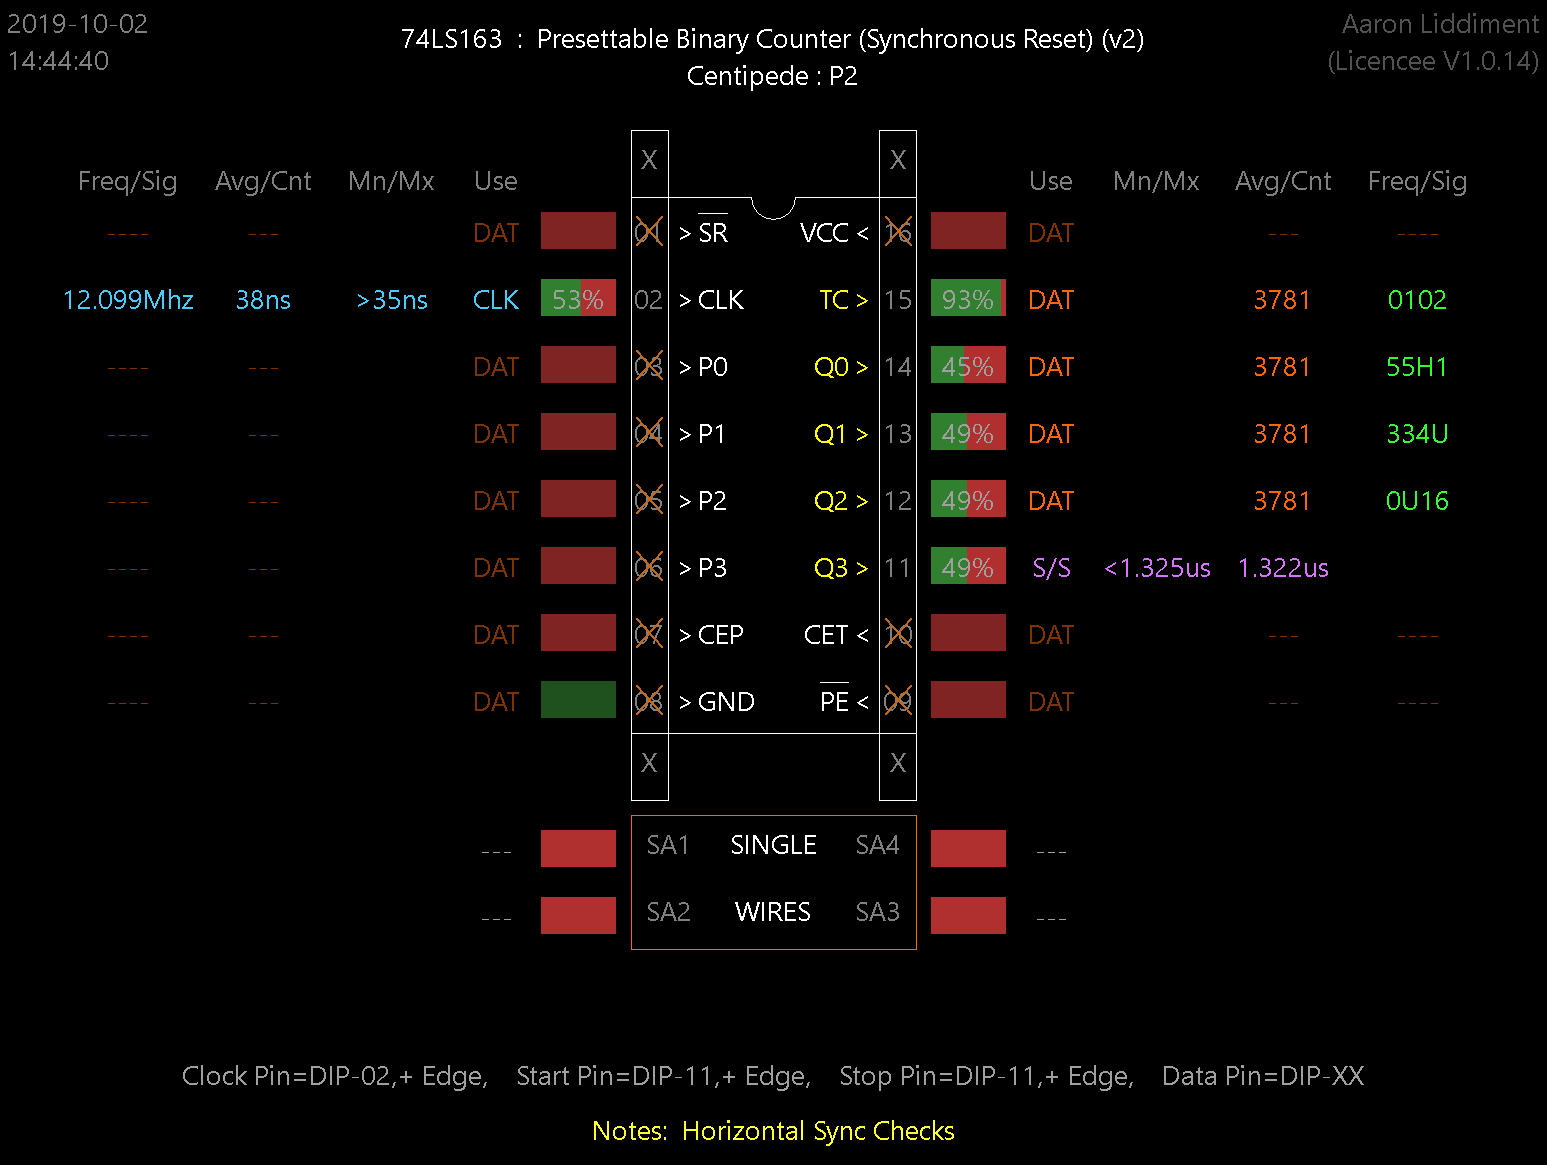 2019-10-02
14:44:40
74LS163 : Presettable Binary Counter (Synchronous Reset) (v2)
Centipede : P2
Aaron Liddiment
(Licencee V1.0.14)
X X
Freq/Sig Avg/Cnt Mn/Mx Use Use Mn/Mx Avg/Cnt Freq/Sig
---- --- DAT 01 > SR VCC < 16 DAT --- ----
12.099Mhz 38ns >35ns CLK 53% 02 > CLK TC > 15 93% DAT 3781 0102
---- --- DAT 03 > P0 Q0 > 14 45% DAT 3781 55H1
---- --- DAT 04 > P1 Q1 > 13 49% DAT 3781 334U
---- --- DAT 05 > P2 Q2 > 12 49% DAT 3781 0U16
---- --- DAT 06 > P3 Q3 > 11 49% S/S <1.325us 1.322us
---- --- DAT 07 > CEP CET < 10 DAT --- ----
---- --- DAT 08 > GND PE < 09 DAT --- ----
X X
--- SA1 SINGLE SA4 ---
--- SA2 WIRES SA3 ---
Clock Pin=DIP-02,+ Edge, Start Pin=DIP-11,+ Edge, Stop Pin=DIP-11,+ Edge, Data Pin=DIP-XX
Notes: Horizontal Sync Checks